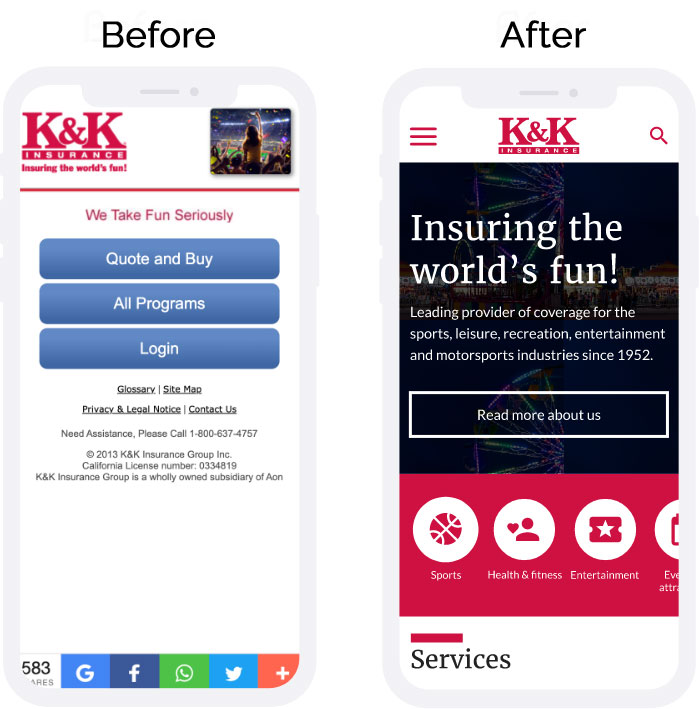 Before
K&K
INSURANCE
Insuring the world's fun!
We Take Fun Seriously
Quote and Buy
All Programs
Login
Glossary | Site Map
Privacy & Legal Notice | Contact Us
Need Assistance, Please Call 1-800-637-4757
© 2013 K&K Insurance Group Inc.
California License number: 0334819
K&K Insurance Group is a wholly owned subsidiary of Aon
583
ARES
G
f
After
K&K
INSURANCE
Insuring the
world’s fun!
Leading provider of coverage for the
sports, leisure, recreation, entertainment
and motorsports industries since 1952.
Read more about us
Sports
Health & fitness
Entertainment
Eve
attra
Services